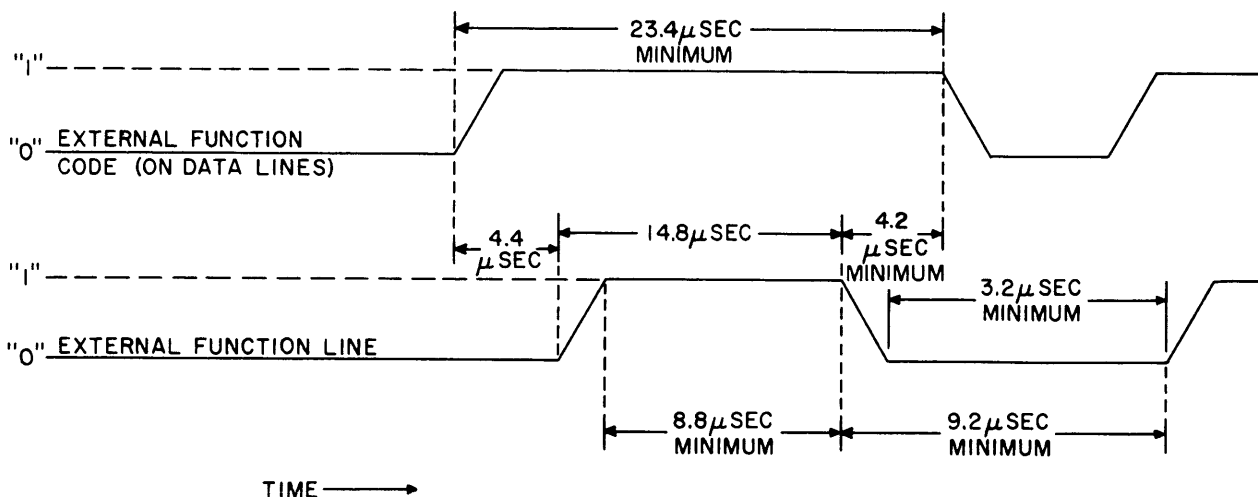 23.4μSEC
MINIMUM
"1"
"0" EXTERNAL FUNCTION
CODE (ON DATA LINES)
4.4
μSEC
14.8μSEC
4.2
μSEC
MINIMUM
"1"
3.2μSEC
MINIMUM
"0" EXTERNAL FUNCTION LINE
8.8μSEC
MINIMUM
9.2μSEC
MINIMUM
TIME